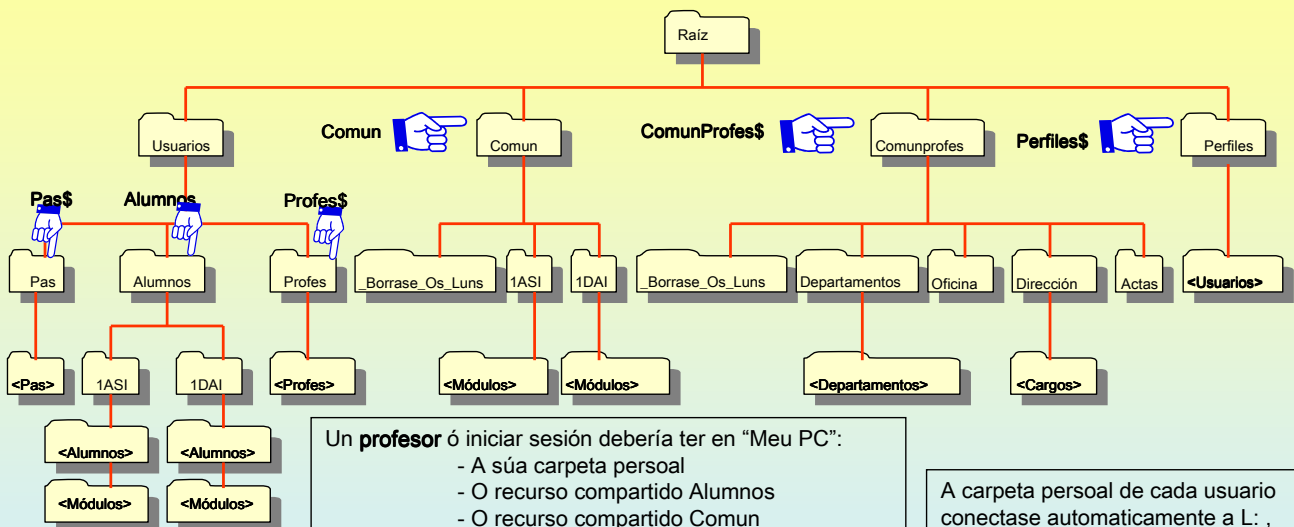 Raíz
Usuarios
Comun
Comun
ComunProfes$
Comunprofes
Perfiles$
Perfiles
Pas$
Alumnos
Profes$
Pas
Alumnos
Profes
_Borrase_Os_Luns
1ASI
1DAI
_Borrase_Os_Luns
Departamentos
Oficina
Dirección
Actas
<Usuarios>
<Pas>
1ASI
1DAI
<Profes>
<Módulos>
<Módulos>
<Departamentos>
<Cargos>
<Alumnos>
<Alumnos>
<Módulos>
<Módulos>
Un profesor ó iniciar sesión debería ter en “Meu PC”:
- A súa carpeta persoal
- O recurso compartido Alumnos
- O recurso compartido Comun
A carpeta persoal de cada usuario
conectase automaticamente a L: ,